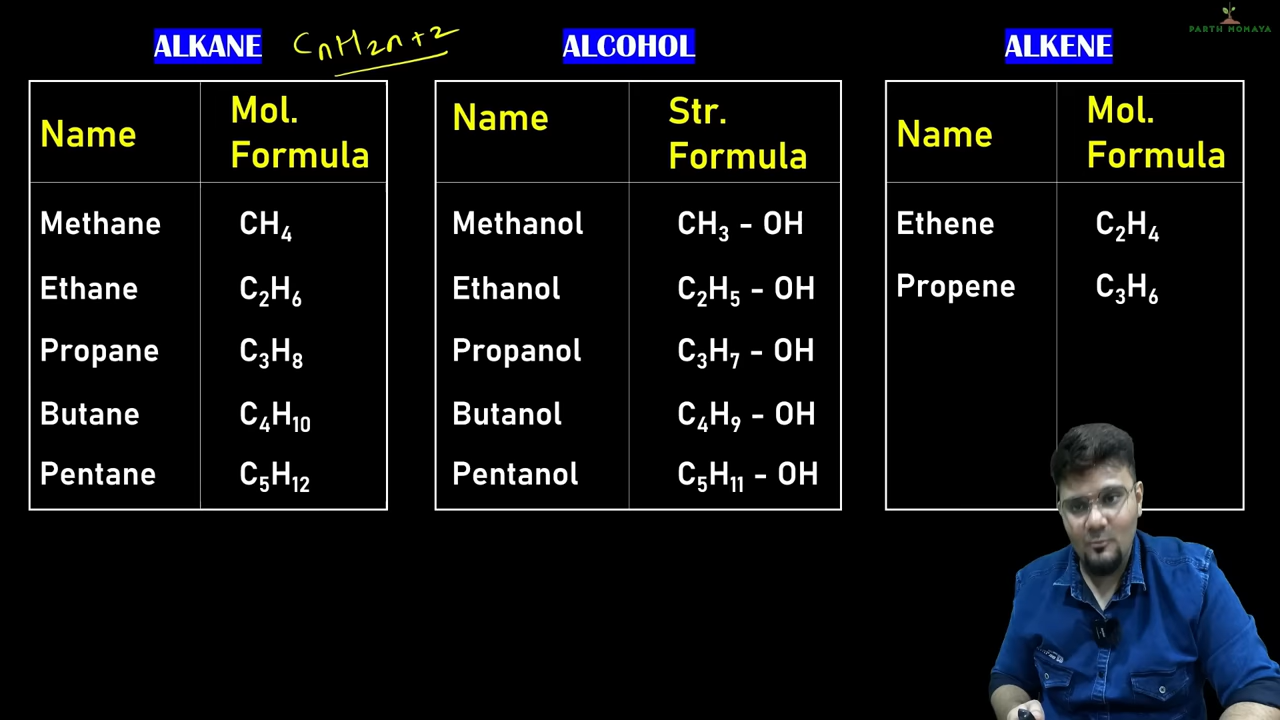 PARTH MOMAYA
ALKANE CnH2n+2 ALCOHOL ALKENE
Name Mol. Formula
Methane CH₄
Ethane C₂H₆
Propane C₃H₈
Butane C₄H₁₀
Pentane C₅H₁₂
Name Str. Formula
Methanol CH₃ - OH
Ethanol C₂H₅ - OH
Propanol C₃H₇ - OH
Butanol C₄H₉ - OH
Pentanol C₅H₁₁ - OH
Name Mol. Formula
Ethene C₂H₄
Propene C₃H₆